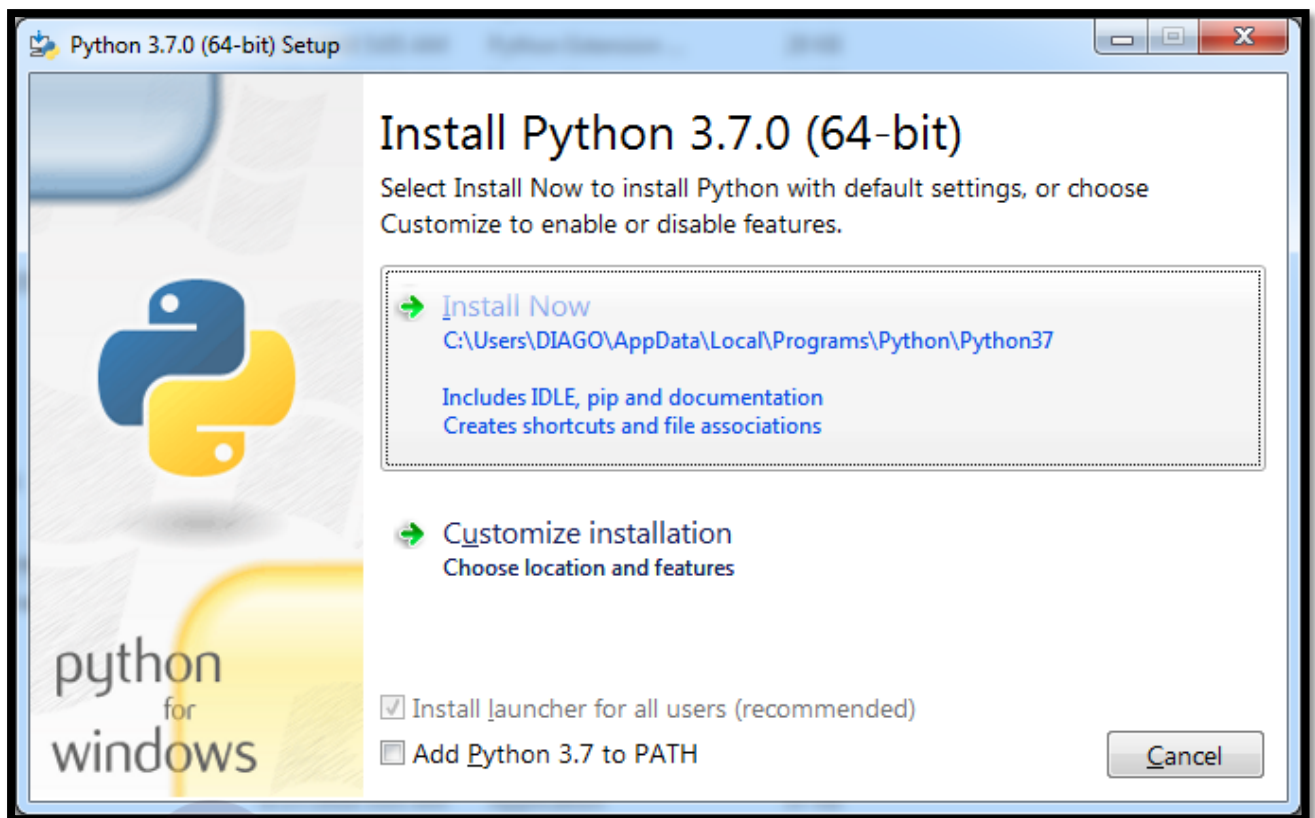 Python 3.7.0 (64-bit) Setup
Install Python 3.7.0 (64-bit)
Select Install Now to install Python with default settings, or choose
Customize to enable or disable features.
Install Now
C:\Users\DIAGO\AppData\Local\Programs\Python\Python37
Includes IDLE, pip and documentation
Creates shortcuts and file associations
Customize installation
Choose location and features
python
for
windows
Install launcher for all users (recommended)
Add Python 3.7 to PATH
Cancel